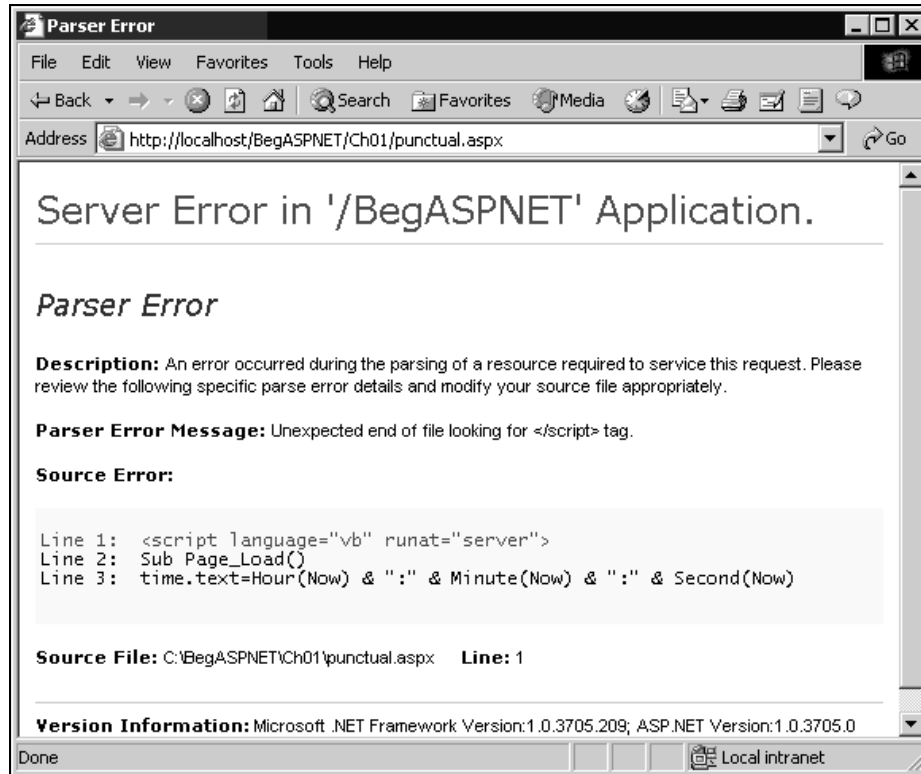 Parser Error
File Edit View Favorites Tools Help
Back Search Favorites Media
Address http://localhost/BegASPNET/Ch01/punctual.aspx Go
Server Error in '/BegASPNET' Application.
Parser Error
Description: An error occurred during the parsing of a resource required to service this request. Please
review the following specific parse error details and modify your source file appropriately.
Parser Error Message: Unexpected end of file looking for </script> tag.
Source Error:
Line 1: <script language="vb" runat="server">
Line 2: Sub Page_Load()
Line 3: time.text=Hour(Now) & ":" & Minute(Now) & ":" & Second(Now)
Source File: C:\BegASPNET\Ch01\punctual.aspx Line: 1
Version Information: Microsoft .NET Framework Version:1.0.3705.209; ASP.NET Version:1.0.3705.0
Done Local intranet